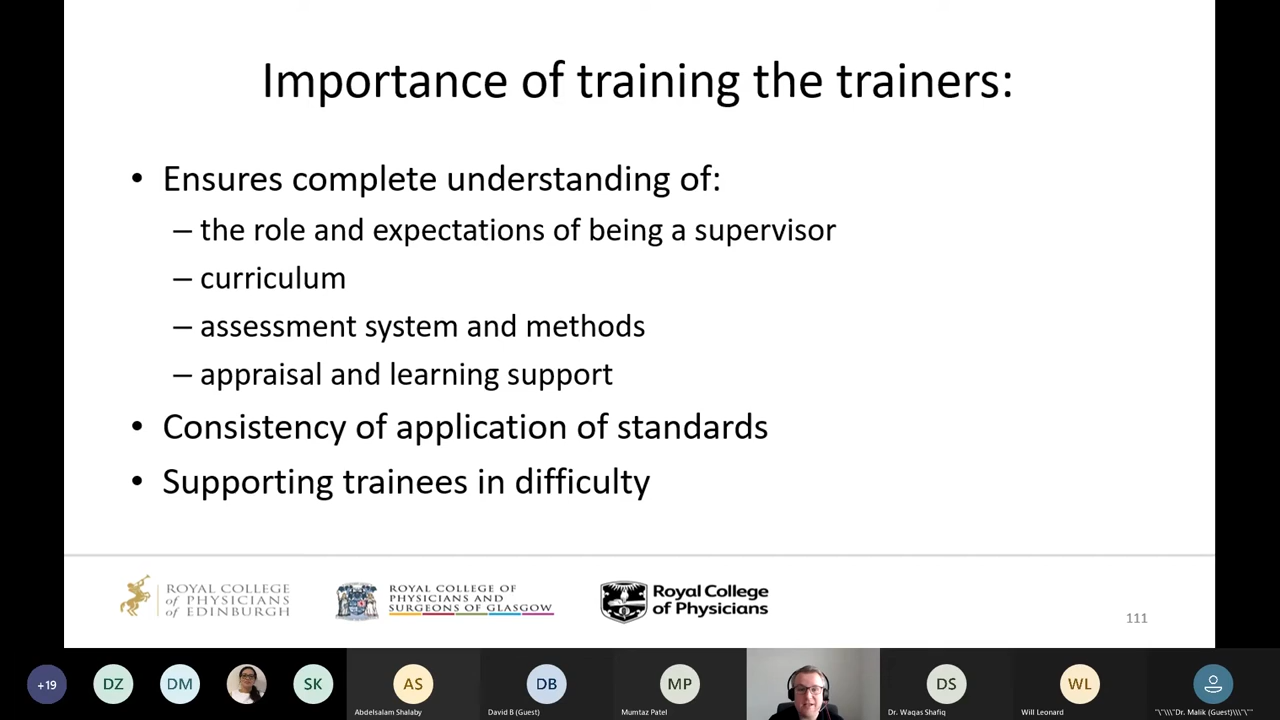 Importance of training the trainers:
• Ensures complete understanding of:
– the role and expectations of being a supervisor
– curriculum
– assessment system and methods
– appraisal and learning support
• Consistency of application of standards
• Supporting trainees in difficulty
ROYAL COLLEGE
of PHYSICIANS
of EDINBURGH
ROYAL COLLEGE OF
PHYSICIANS AND
SURGEONS OF GLASGOW
Royal College
of Physicians
111
+19
DZ
DM
SK
AS
DB
MP
DS
WL
Abdelsalam Shalaby
David B (Guest)
Mumtaz Patel
Dr. Waqas Shafiq
Will Leonard
"\"\\\"Dr. Malik (Guest)\\\"\""